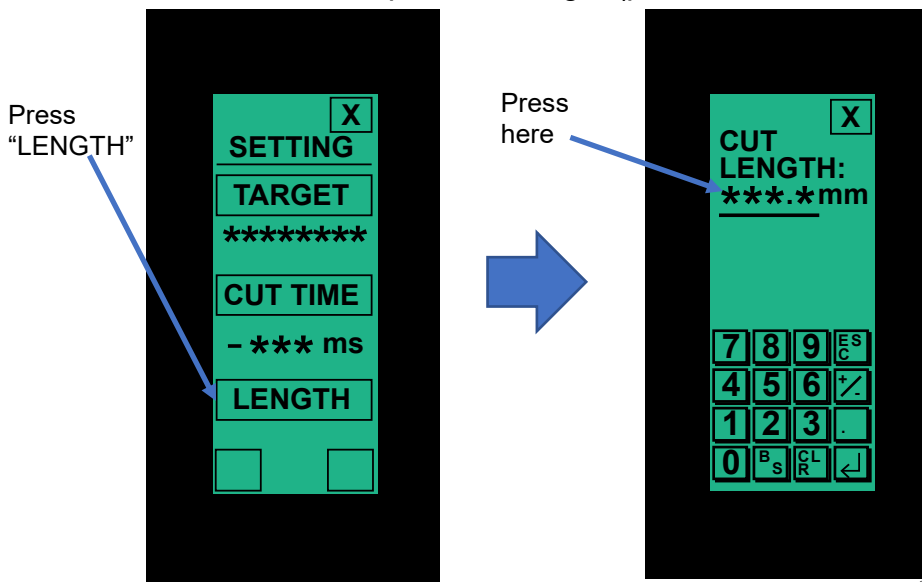 Press
“LENGTH”
X
SETTING
TARGET
********
CUT TIME
- *** ms
LENGTH
Press
here
X
CUT
LENGTH:
***.*mm
7 8 9 ESC
4 5 6 +/-
1 2 3 .
0 BS CLR ↵